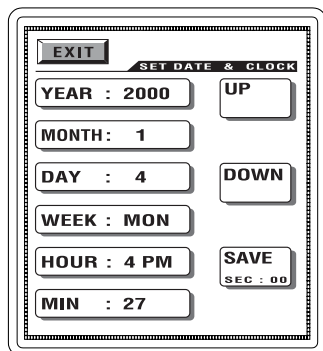 EXIT
SET DATE & CLOCK
YEAR : 2000
UP
MONTH : 1
DAY : 4
DOWN
WEEK : MON
HOUR : 4 PM
SAVE
SEC : 00
MIN : 27